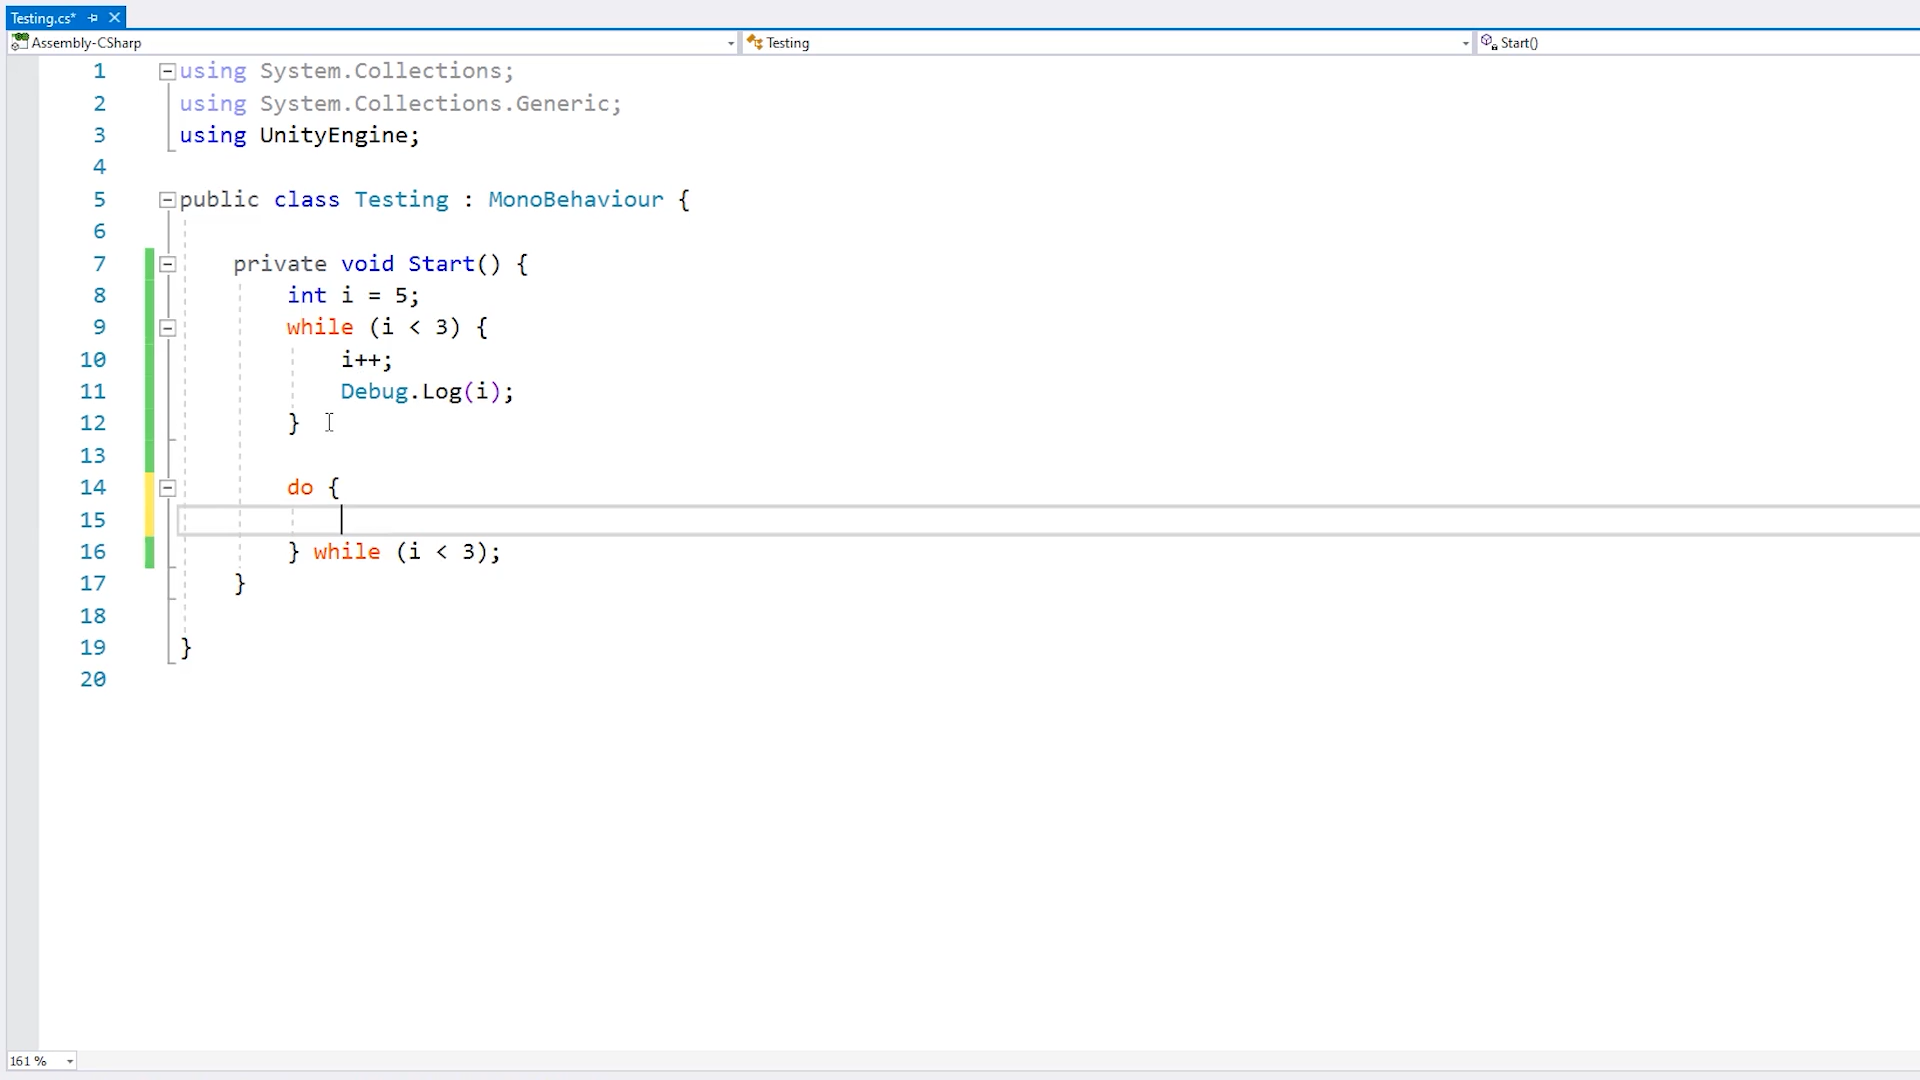 Testing.cs*
Assembly-CSharp
Testing
Start()
1 using System.Collections;
2 using System.Collections.Generic;
3 using UnityEngine;
4
5 public class Testing : MonoBehaviour {
6
7 private void Start() {
8 int i = 5;
9 while (i < 3) {
10 i++;
11 Debug.Log(i);
12 }
13
14 do {
15
16 } while (i < 3);
17 }
18
19 }
20
161 %